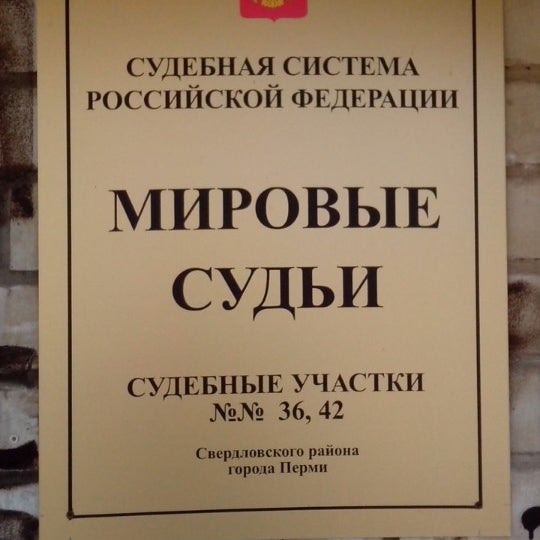 СУДЕБНАЯ СИСТЕМА
РОССИЙСКОЙ ФЕДЕРАЦИИ
МИРОВЫЕ
СУДЬИ
СУДЕБНЫЕ УЧАСТКИ
№№ 36, 42
Свердловского района
города Перми